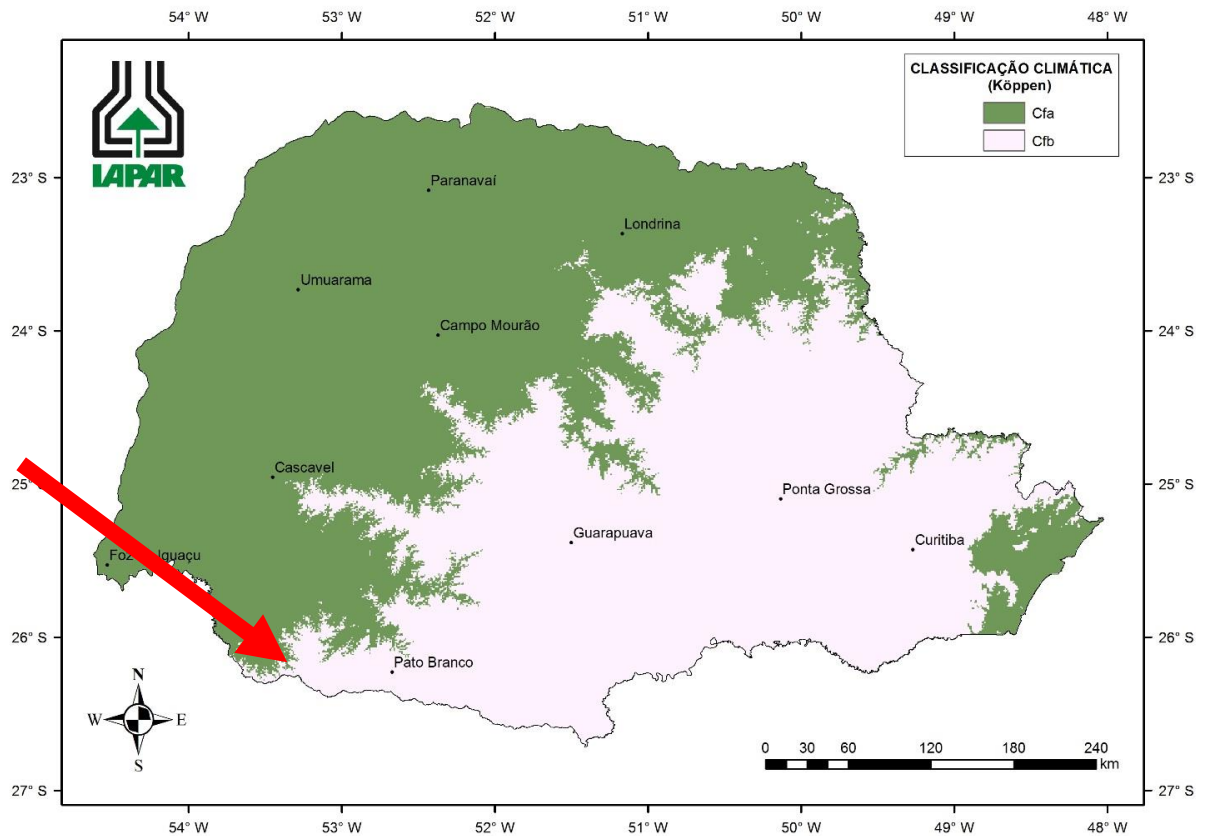 54° W 53° W 52° W 51° W 50° W 49° W 48° W
IAPAR
CLASSIFICAÇÃO CLIMÁTICA
(Köppen)
Cfa
Cfb
23° S 23° S
Paranavaí
Londrina
Umuarama
Campo Mourão
24° S 24° S
Cascavel
Ponta Grossa
25° 25° S
Guarapuava
Curitiba
Foz Iguaçu
26° S 26° S
Pato Branco
N
W E
S
0 30 60 120 180 240
km
27° S 27° S
54° W 53° W 52° W 51° W 50° W 49° W 48° W